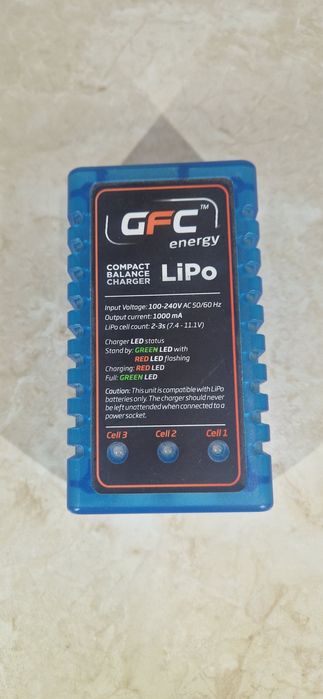 GFC™
energy
COMPACT
BALANCE
CHARGER
LiPo
Input Voltage: 100-240V AC 50/60 Hz
Output current: 1000 mA
LiPo cell count: 2-3s (7.4 - 11.1V)
Charger LED status
Stand by: GREEN LED with
RED LED flashing
Charging: RED LED
Full: GREEN LED
Caution: This unit is compatible with LiPo
batteries only. The charger should never
be left unattended when connected to a
power socket.
Cell 3 Cell 2 Cell 1